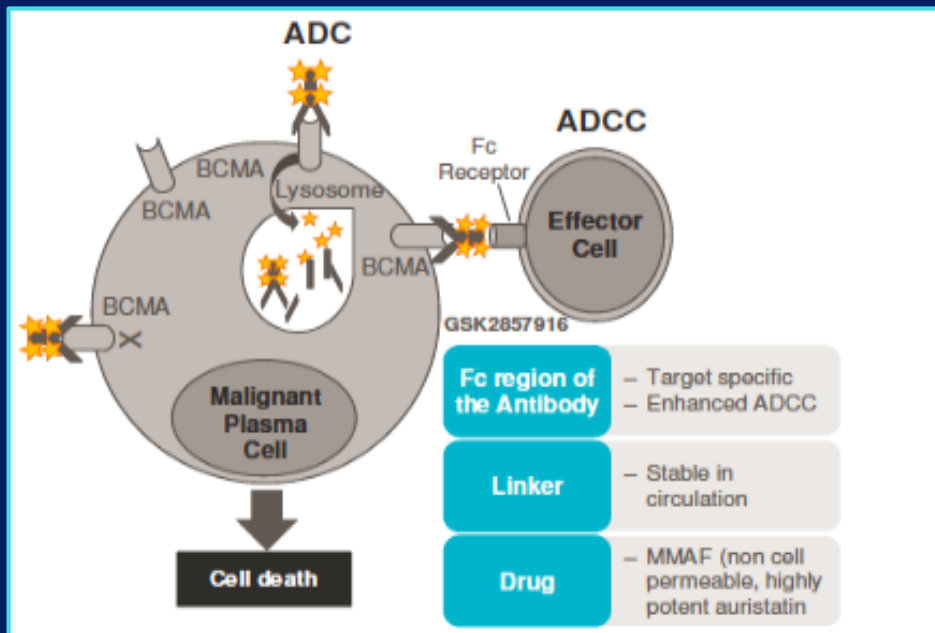 ADC
ADCC
Fc
Receptor
BCMA
Lysosome
BCMA
Effector
Cell
BCMA
BCMA
X
GSK2857916
Malignant
Plasma
Cell
Cell death
Fc region of
the Antibody
– Target specific
– Enhanced ADCC
Linker
– Stable in
circulation
Drug
– MMAF (non cell
permeable, highly
potent auristatin